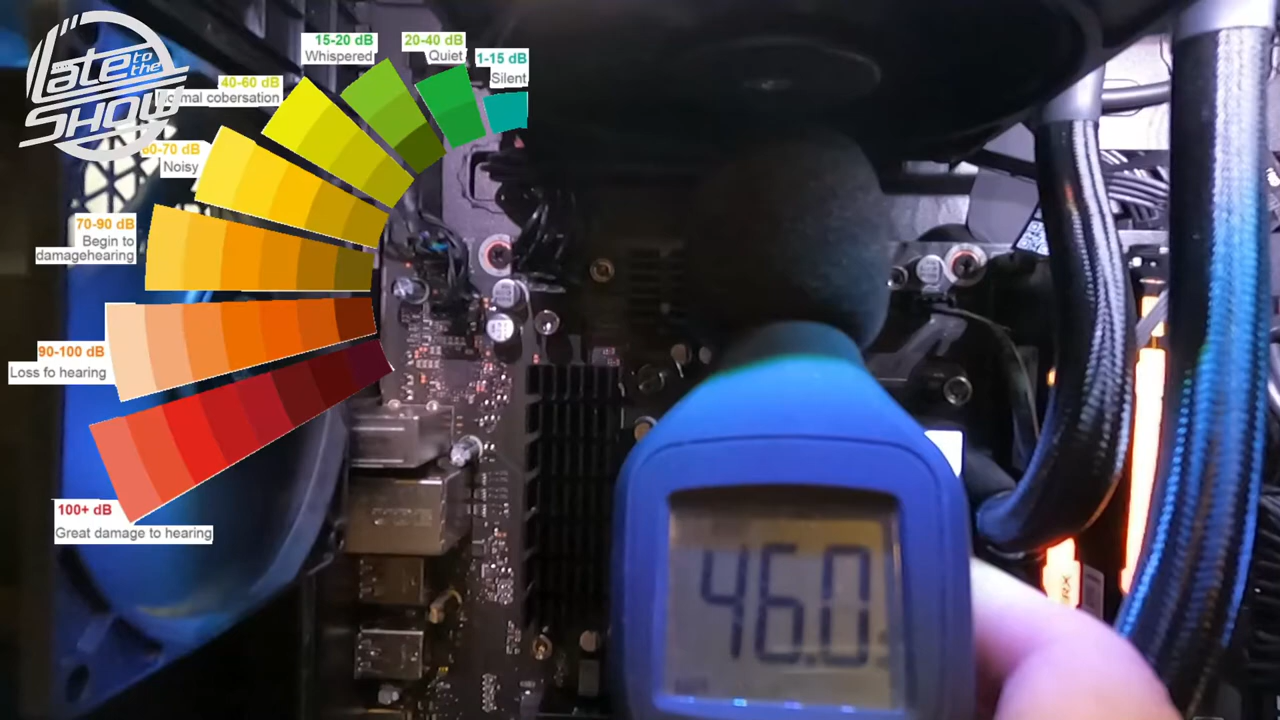 Late
to
the
SHOW
15-20 dB
Whispered
20-40 dB
Quiet
1-15 dB
Silent
40-60 dB
mal cobersation
60-70 dB
Noisy
70-90 dB
Begin to
damagehearing
90-100 dB
Loss fo hearing
100+ dB
Great damage to hearing
46.0